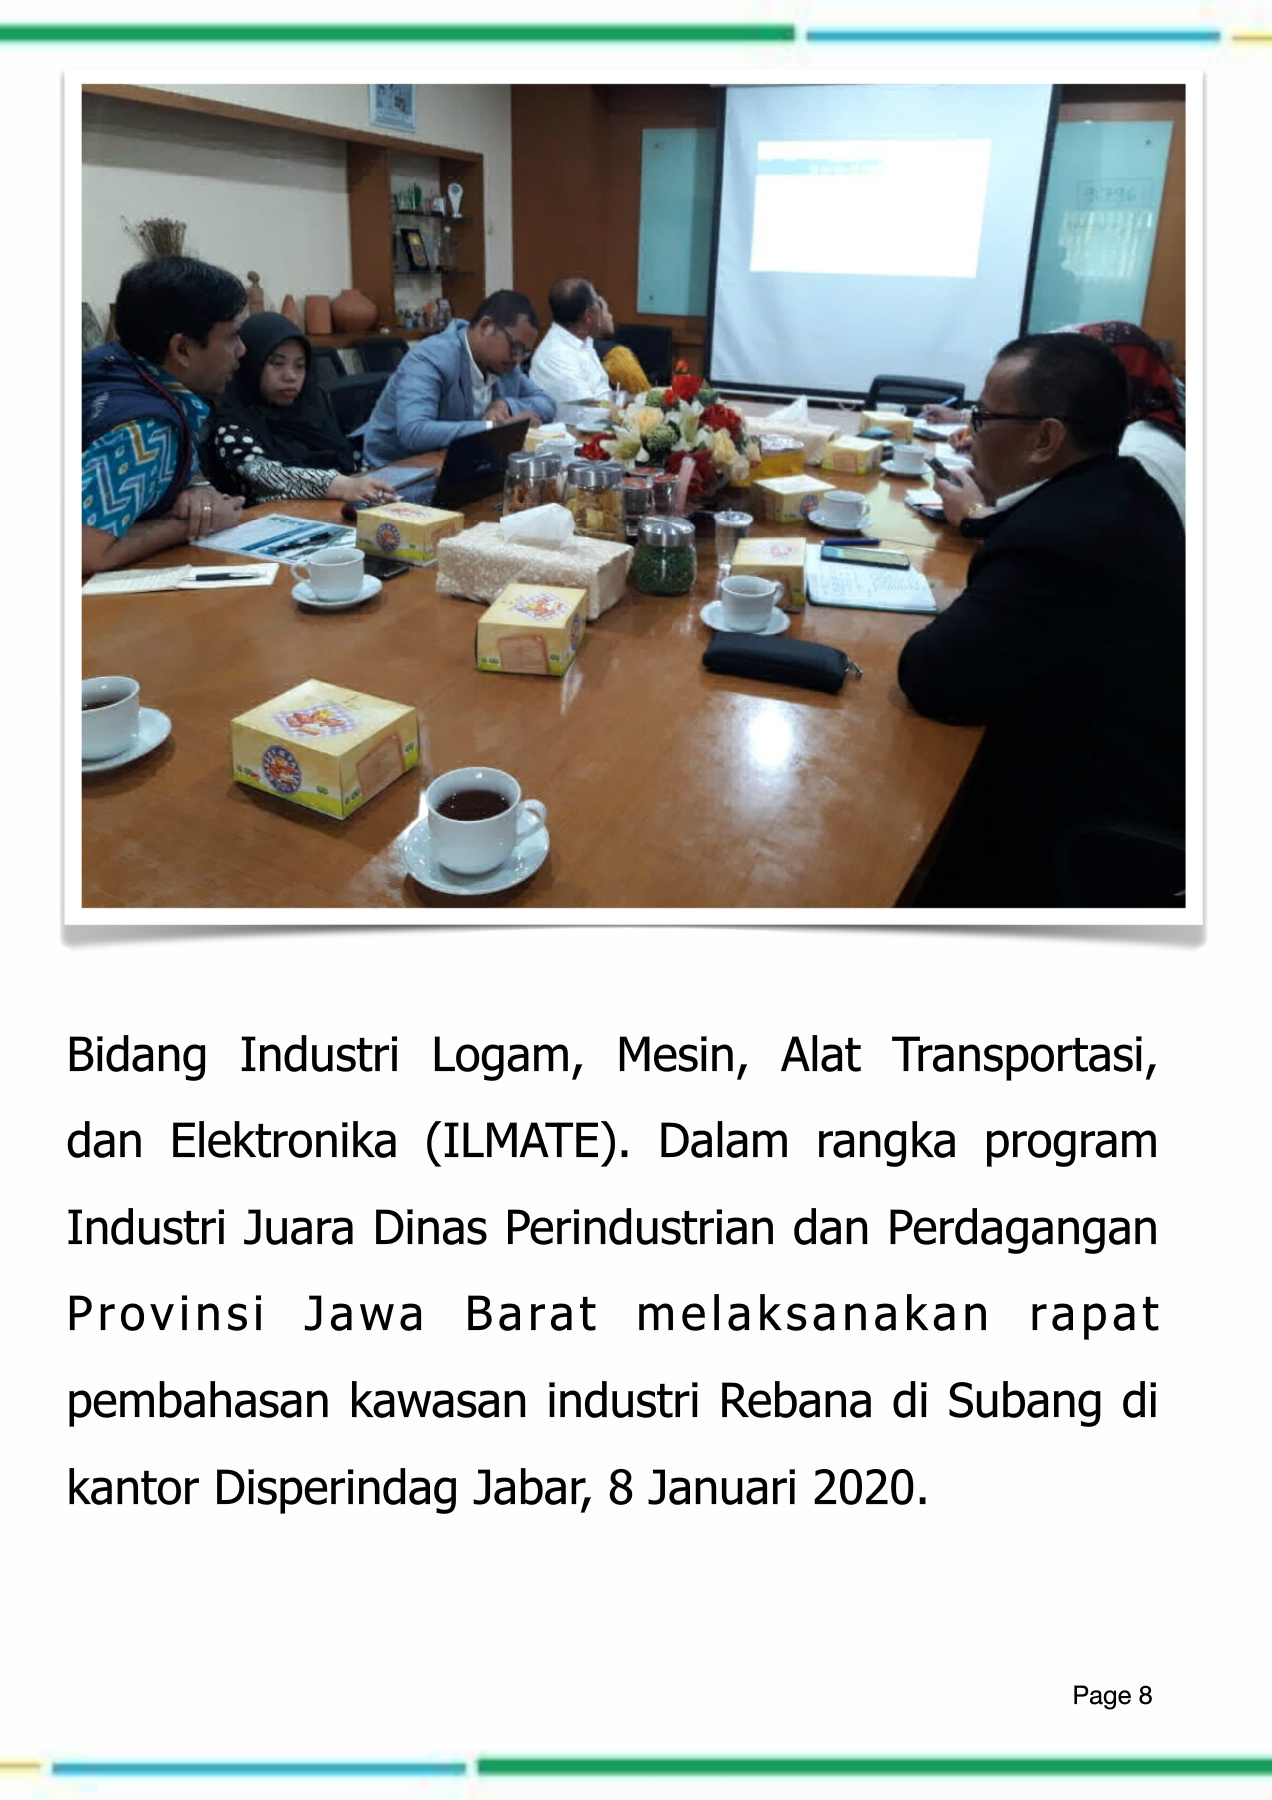 Bidang Industri Logam, Mesin, Alat Transportasi,
dan Elektronika (ILMATE). Dalam rangka program
Industri Juara Dinas Perindustrian dan Perdagangan
Provinsi Jawa Barat melaksanakan rapat
pembahasan kawasan industri Rebana di Subang di
kantor Disperindag Jabar, 8 Januari 2020.
Page 8